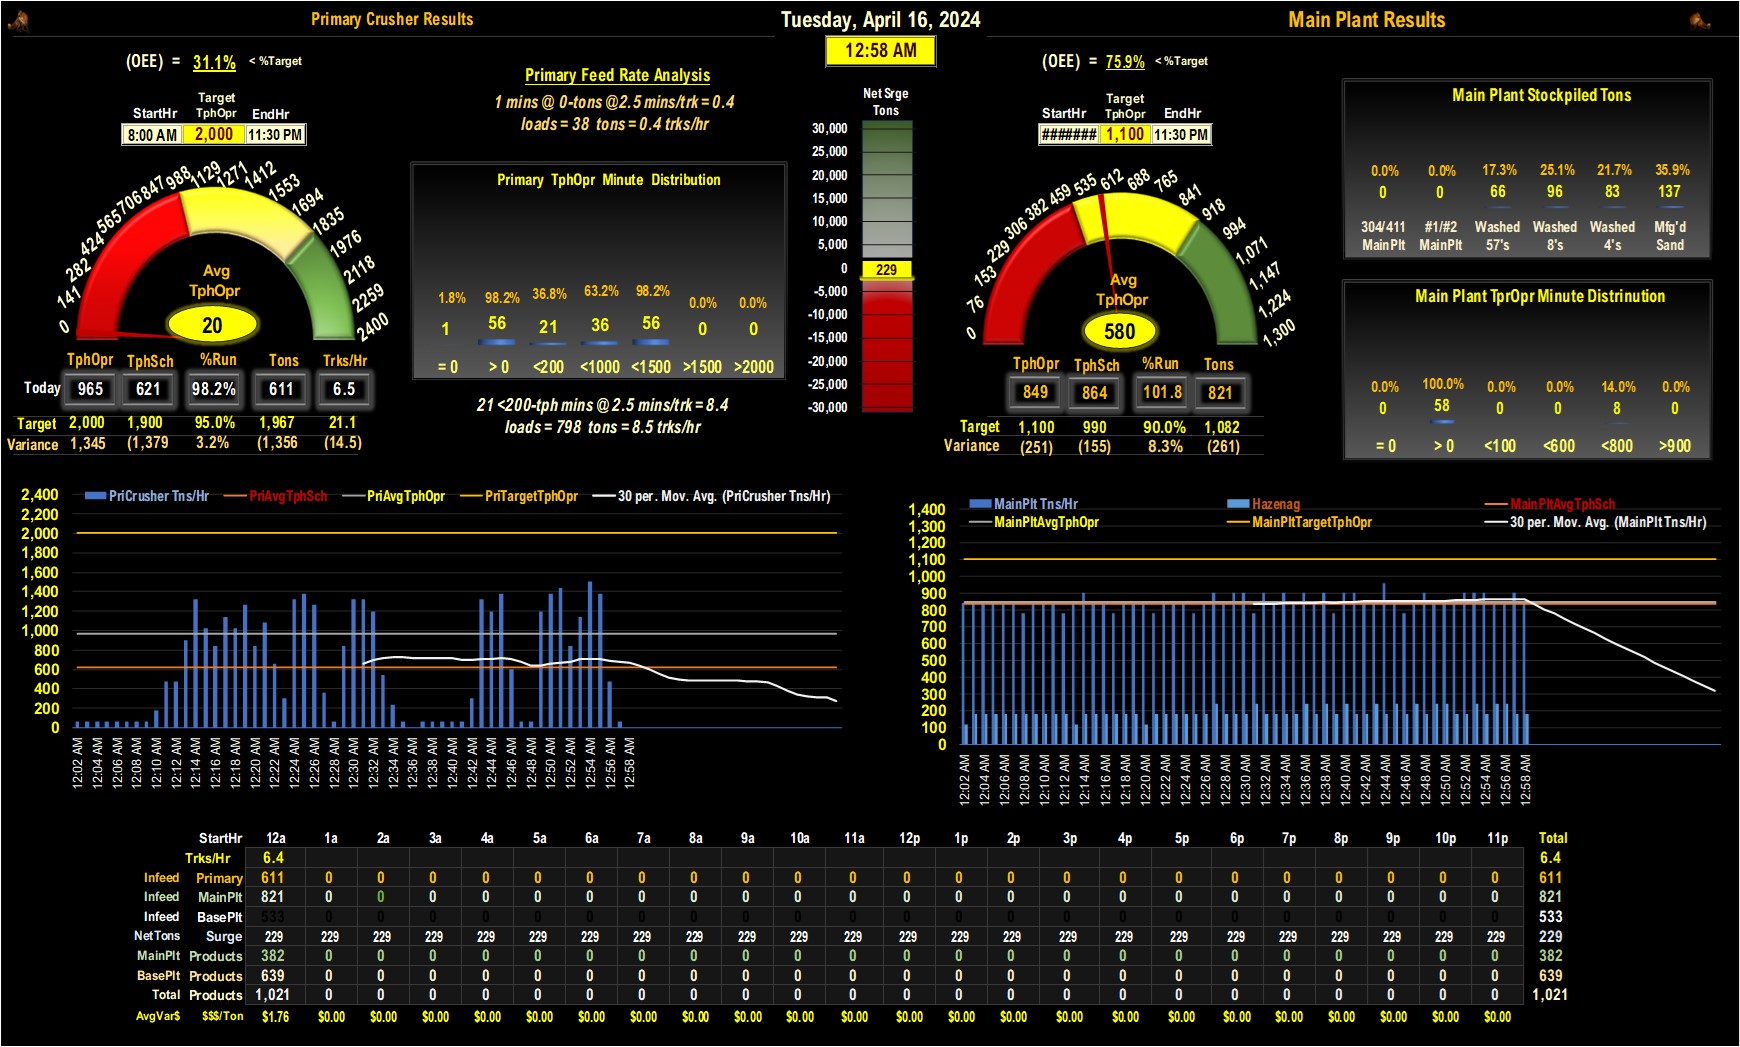 Primary Crusher Results
Tuesday, April 16, 2024
Main Plant Results
12:58 AM
(OEE) = 31.1% < %Target
Target
StartHr TphOpr EndHr
8:00 AM 2,000 11:30 PM
0 141 282 424 565 706 847 988 1129 1271 1412 1553 1694 1835 1976 2118 2259 2400
Avg
TphOpr
20
TphOpr TphSch %Run Tons Trks/Hr
Today 965 621 98.2% 611 6.5
Target 2,000 1,900 95.0% 1,967 21.1
Variance 1,345 (1,379 3.2% (1,356 (14.5)
Primary Feed Rate Analysis
1 mins @ 0-tons @2.5 mins/trk = 0.4
loads = 38 tons = 0.4 trks/hr
Primary TphOpr Minute Distribution
1.8% 98.2% 36.8% 63.2% 98.2% 0.0% 0.0%
1 56 21 36 56 0 0
= 0 > 0 <200 <1000 <1500 >1500 >2000
21 <200-tph mins @ 2.5 mins/trk = 8.4
loads = 798 tons = 8.5 trks/hr
Net Srge
Tons
30,000
25,000
20,000
15,000
10,000
5,000
0 229
-5,000
-10,000
-15,000
-20,000
-25,000
-30,000
(OEE) = 75.9% < %Target
Target
StartHr TphOpr EndHr
####### 1,100 11:30 PM
0 76 153 229 306 382 459 535 612 688 765 841 918 994 1,071 1,147 1,224 1,300
Avg
TphOpr
580
TphOpr TphSch %Run Tons
849 864 101.8 821
Target 1,100 990 90.0% 1,082
Variance (251) (155) 8.3% (261)
Main Plant Stockpiled Tons
0.0% 0.0% 17.3% 25.1% 21.7% 35.9%
0 0 66 96 83 137
304/411 #1/#2 Washed Washed Washed Mfg'd
MainPlt MainPlt 57's 8's 4's Sand
Main Plant TprOpr Minute Distrinution
0.0% 100.0% 0.0% 0.0% 14.0% 0.0%
0 58 0 0 8 0
= 0 > 0 <100 <600 <800 >900
PriCrusher Tns/Hr PriAvgTphSch PriAvgTphOpr PriTargetTphOpr 30 per. Mov. Avg. (PriCrusher Tns/Hr)
2,400
2,200
2,000
1,800
1,600
1,400
1,200
1,000
800
600
400
200
0
12:02 AM 12:04 AM 12:06 AM 12:08 AM 12:10 AM 12:12 AM 12:14 AM 12:16 AM 12:18 AM 12:20 AM 12:22 AM 12:24 AM 12:26 AM 12:28 AM 12:30 AM 12:32 AM 12:34 AM 12:36 AM 12:38 AM 12:40 AM 12:42 AM 12:44 AM 12:46 AM 12:48 AM 12:50 AM 12:52 AM 12:54 AM 12:56 AM 12:58 AM
MainPlt Tns/Hr Hazenag MainPltAvgTphSch
MainPltAvgTphOpr MainPltTargetTphOpr 30 per. Mov. Avg. (MainPlt Tns/Hr)
1,400
1,300
1,200
1,100
1,000
900
800
700
600
500
400
300
200
100
0
12:02 AM 12:04 AM 12:06 AM 12:08 AM 12:10 AM 12:12 AM 12:14 AM 12:16 AM 12:18 AM 12:20 AM 12:22 AM 12:24 AM 12:26 AM 12:28 AM 12:30 AM 12:32 AM 12:34 AM 12:36 AM 12:38 AM 12:40 AM 12:42 AM 12:44 AM 12:46 AM 12:48 AM 12:50 AM 12:52 AM 12:54 AM 12:56 AM 12:58 AM
StartHr 12a 1a 2a 3a 4a 5a 6a 7a 8a 9a 10a 11a 12p 1p 2p 3p 4p 5p 6p 7p 8p 9p 10p 11p Total
Trks/Hr 6.4 6.4
Infeed Primary 611 0 0 0 0 0 0 0 0 0 0 0 0 0 0 0 0 0 0 0 0 0 0 0 611
Infeed MainPlt 821 0 0 0 0 0 0 0 0 0 0 0 0 0 0 0 0 0 0 0 0 0 0 0 821
Infeed BasePlt 533 0 0 0 0 0 0 0 0 0 0 0 0 0 0 0 0 0 0 0 0 0 0 0 533
NetTons Surge 229 229 229 229 229 229 229 229 229 229 229 229 229 229 229 229 229 229 229 229 229 229 229 229 229
MainPlt Products 382 0 0 0 0 0 0 0 0 0 0 0 0 0 0 0 0 0 0 0 0 0 0 0 382
BasePlt Products 639 0 0 0 0 0 0 0 0 0 0 0 0 0 0 0 0 0 0 0 0 0 0 0 639
Total Products 1,021 0 0 0 0 0 0 0 0 0 0 0 0 0 0 0 0 0 0 0 0 0 0 0 1,021
AvgVar$ $$$/Ton $1.76 $0.00 $0.00 $0.00 $0.00 $0.00 $0.00 $0.00 $0.00 $0.00 $0.00 $0.00 $0.00 $0.00 $0.00 $0.00 $0.00 $0.00 $0.00 $0.00 $0.00 $0.00 $0.00 $0.00